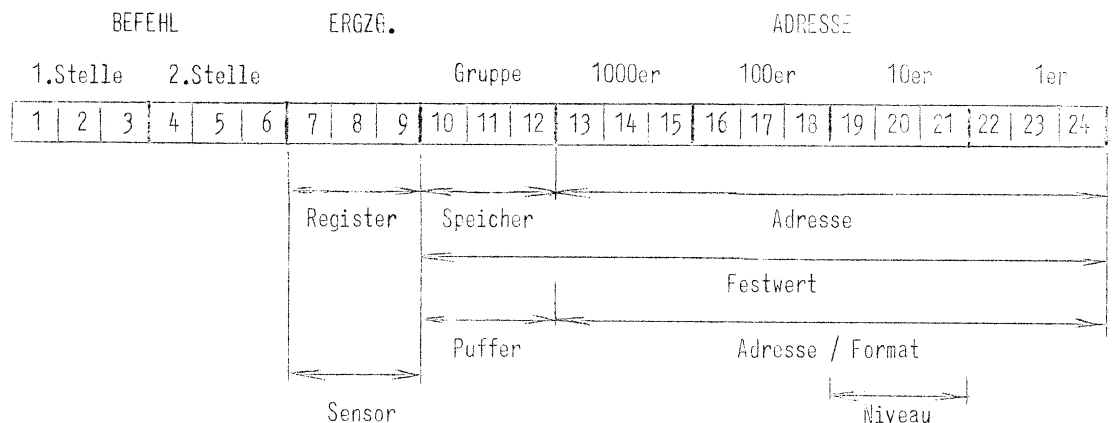 BEFEHL ERGZG. ADRESSE
1.Stelle 2.Stelle Gruppe 1000er 100er 10er 1er
1 2 3 4 5 6 7 8 9 10 11 12 13 14 15 16 17 18 19 20 21 22 23 24
Register Speicher Adresse
Festwert
Puffer Adresse / Format
Sensor Niveau